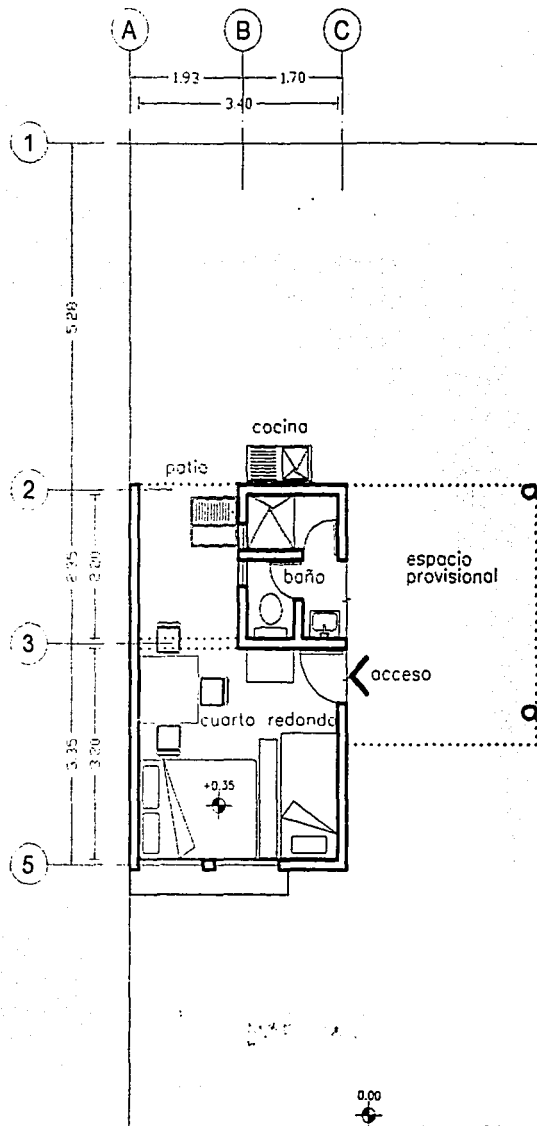 A B C
1.93 1.70
3.40
1
5.28
cocina
patio
2
2.35 2.20
baño
espacio
provisional
3
acceso
cuarto redondo
3.35 3.20
+0.35
5
0.00